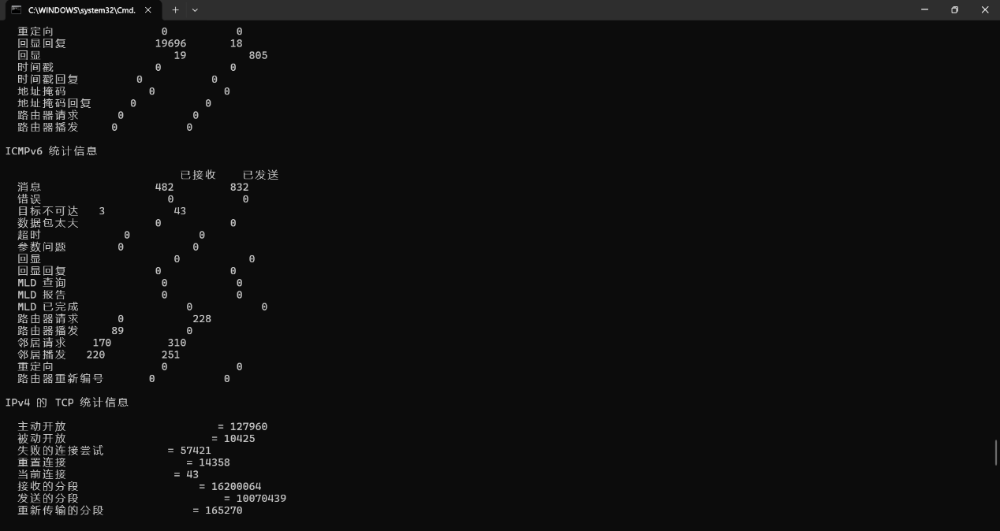 C:\WINDOWS\system32\Cmd.
重定向 0 0
回显回复 19696 18
回显 19 805
时间戳 0 0
时间戳回复 0 0
地址掩码 0 0
地址掩码回复 0 0
路由器请求 0 0
路由器播发 0 0
ICMPv6 统计信息
已接收 已发送
消息 482 832
错误 0 0
目标不可达 3 43
数据包太大 0 0
超时 0 0
参数问题 0 0
回显 0 0
回显回复 0 0
MLD 查询 0 0
MLD 报告 0 0
MLD 已完成 0 0
路由器请求 0 228
路由器播发 89 0
邻居请求 170 310
邻居播发 220 251
重定向 0 0
路由器重新编号 0 0
IPv4 的 TCP 统计信息
主动开放 = 127960
被动开放 = 10425
失败的连接尝试 = 57421
重置连接 = 14358
当前连接 = 43
接收的分段 = 16200064
发送的分段 = 10070439
重新传输的分段 = 165270